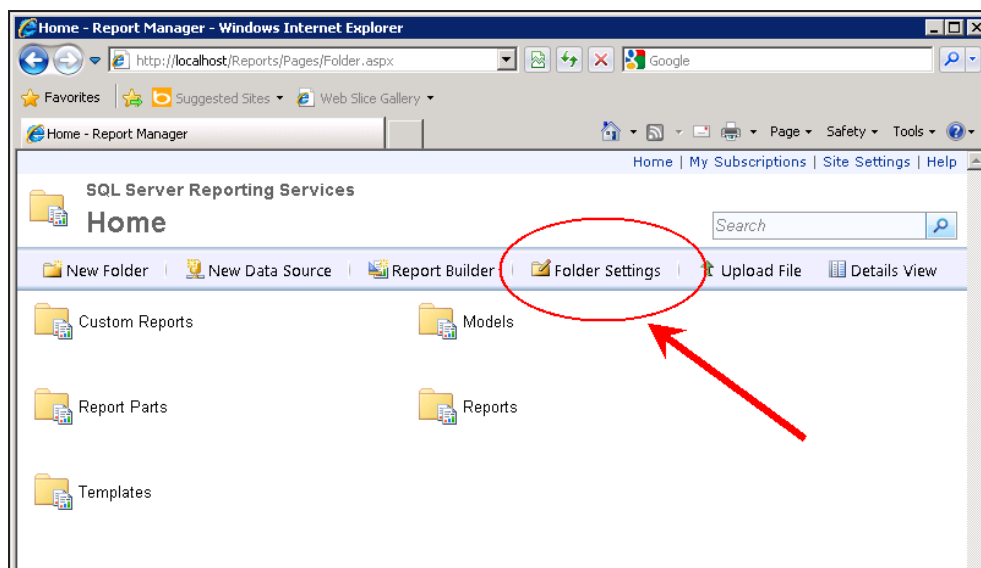 Home - Report Manager - Windows Internet Explorer
http://localhost/Reports/Pages/Folder.aspx
Google
Favorites
Suggested Sites
Web Slice Gallery
Home - Report Manager
Page
Safety
Tools
Home | My Subscriptions | Site Settings | Help
SQL Server Reporting Services
Home
Search
New Folder
New Data Source
Report Builder
Folder Settings
Upload File
Details View
Custom Reports
Models
Report Parts
Reports
Templates